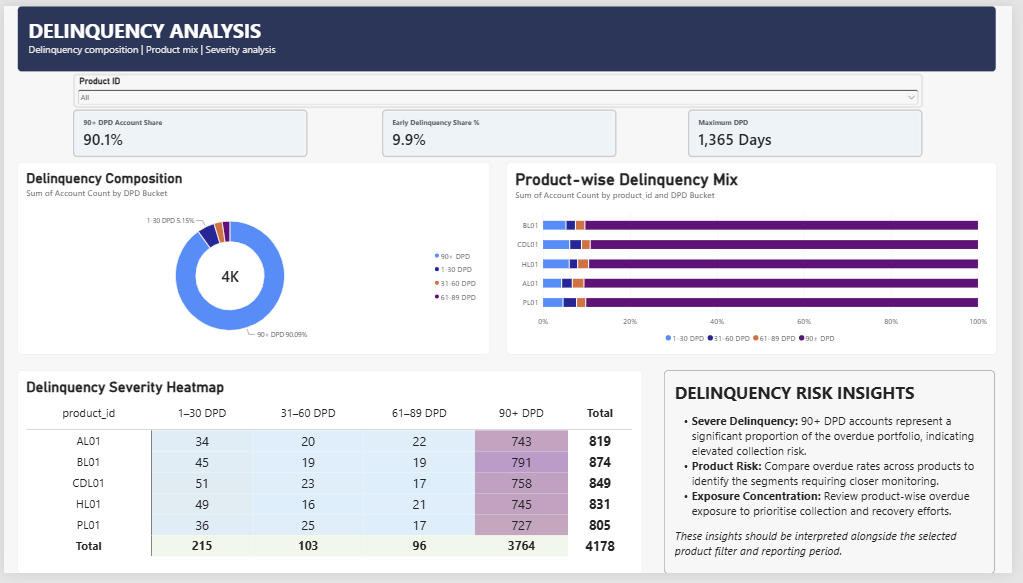 DELINQUENCY ANALYSIS
Delinquency composition | Product mix | Severity analysis
Product ID
All
90+ DPD Account Share
90.1%
Early Delinquency Share %
9.9%
Maximum DPD
1,365 Days
Delinquency Composition
Sum of Account Count by DPD Bucket
1-30 DPD 5.15%
4K
90+ DPD 90.09%
90+ DPD
1-30 DPD
31-60 DPD
61-89 DPD
Product-wise Delinquency Mix
Sum of Account Count by product_id and DPD Bucket
BL01
CDL01
HL01
AL01
PL01
0% 20% 40% 60% 80% 100%
1-30 DPD 31-60 DPD 61-89 DPD 90+ DPD
Delinquency Severity Heatmap
product_id 1–30 DPD 31–60 DPD 61–89 DPD 90+ DPD Total
AL01 34 20 22 743 819
BL01 45 19 19 791 874
CDL01 51 23 17 758 849
HL01 49 16 21 745 831
PL01 36 25 17 727 805
Total 215 103 96 3764 4178
DELINQUENCY RISK INSIGHTS
• Severe Delinquency: 90+ DPD accounts represent a
significant proportion of the overdue portfolio, indicating
elevated collection risk.
• Product Risk: Compare overdue rates across products to
identify the segments requiring closer monitoring.
• Exposure Concentration: Review product-wise overdue
exposure to prioritise collection and recovery efforts.
These insights should be interpreted alongside the selected
product filter and reporting period.